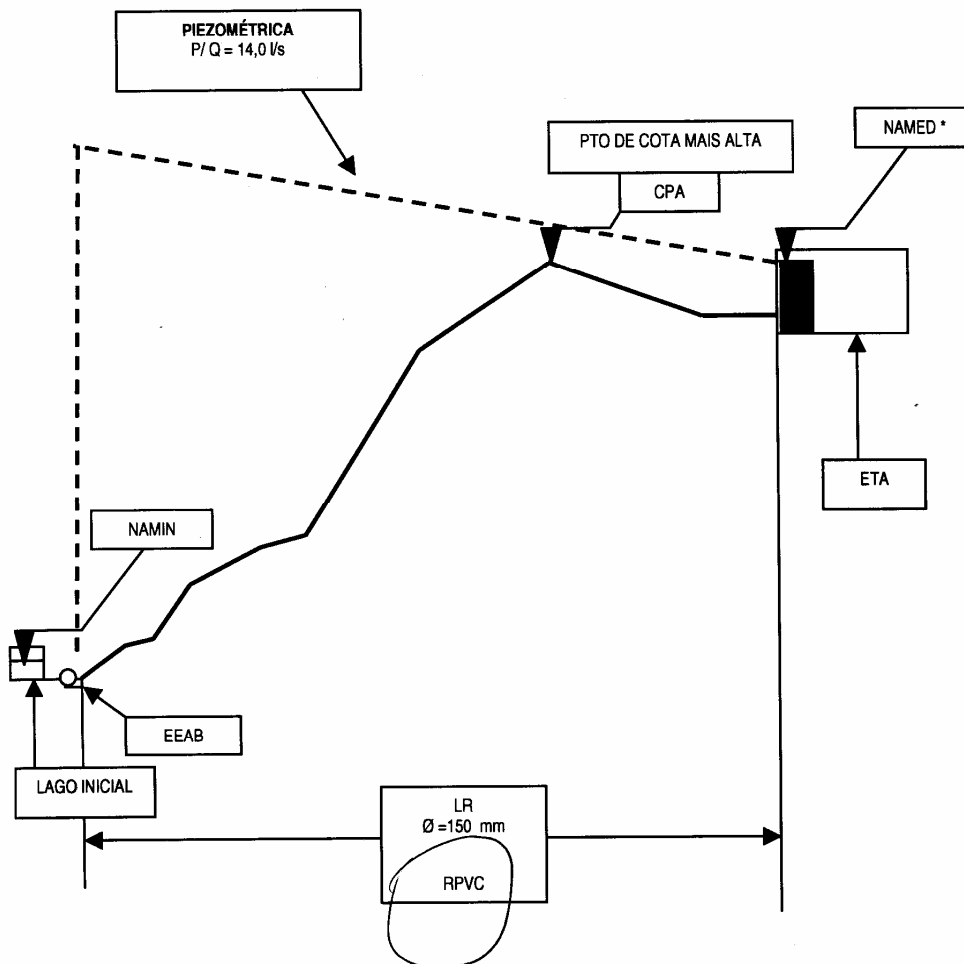 PIEZOMÉTRICA
P/ Q = 14,0 l/s
PTO DE COTA MAIS ALTA
CPA
NAMED *
ETA
NAMIN
EEAB
LAGO INICIAL
LR
Ø =150 mm
RPVC